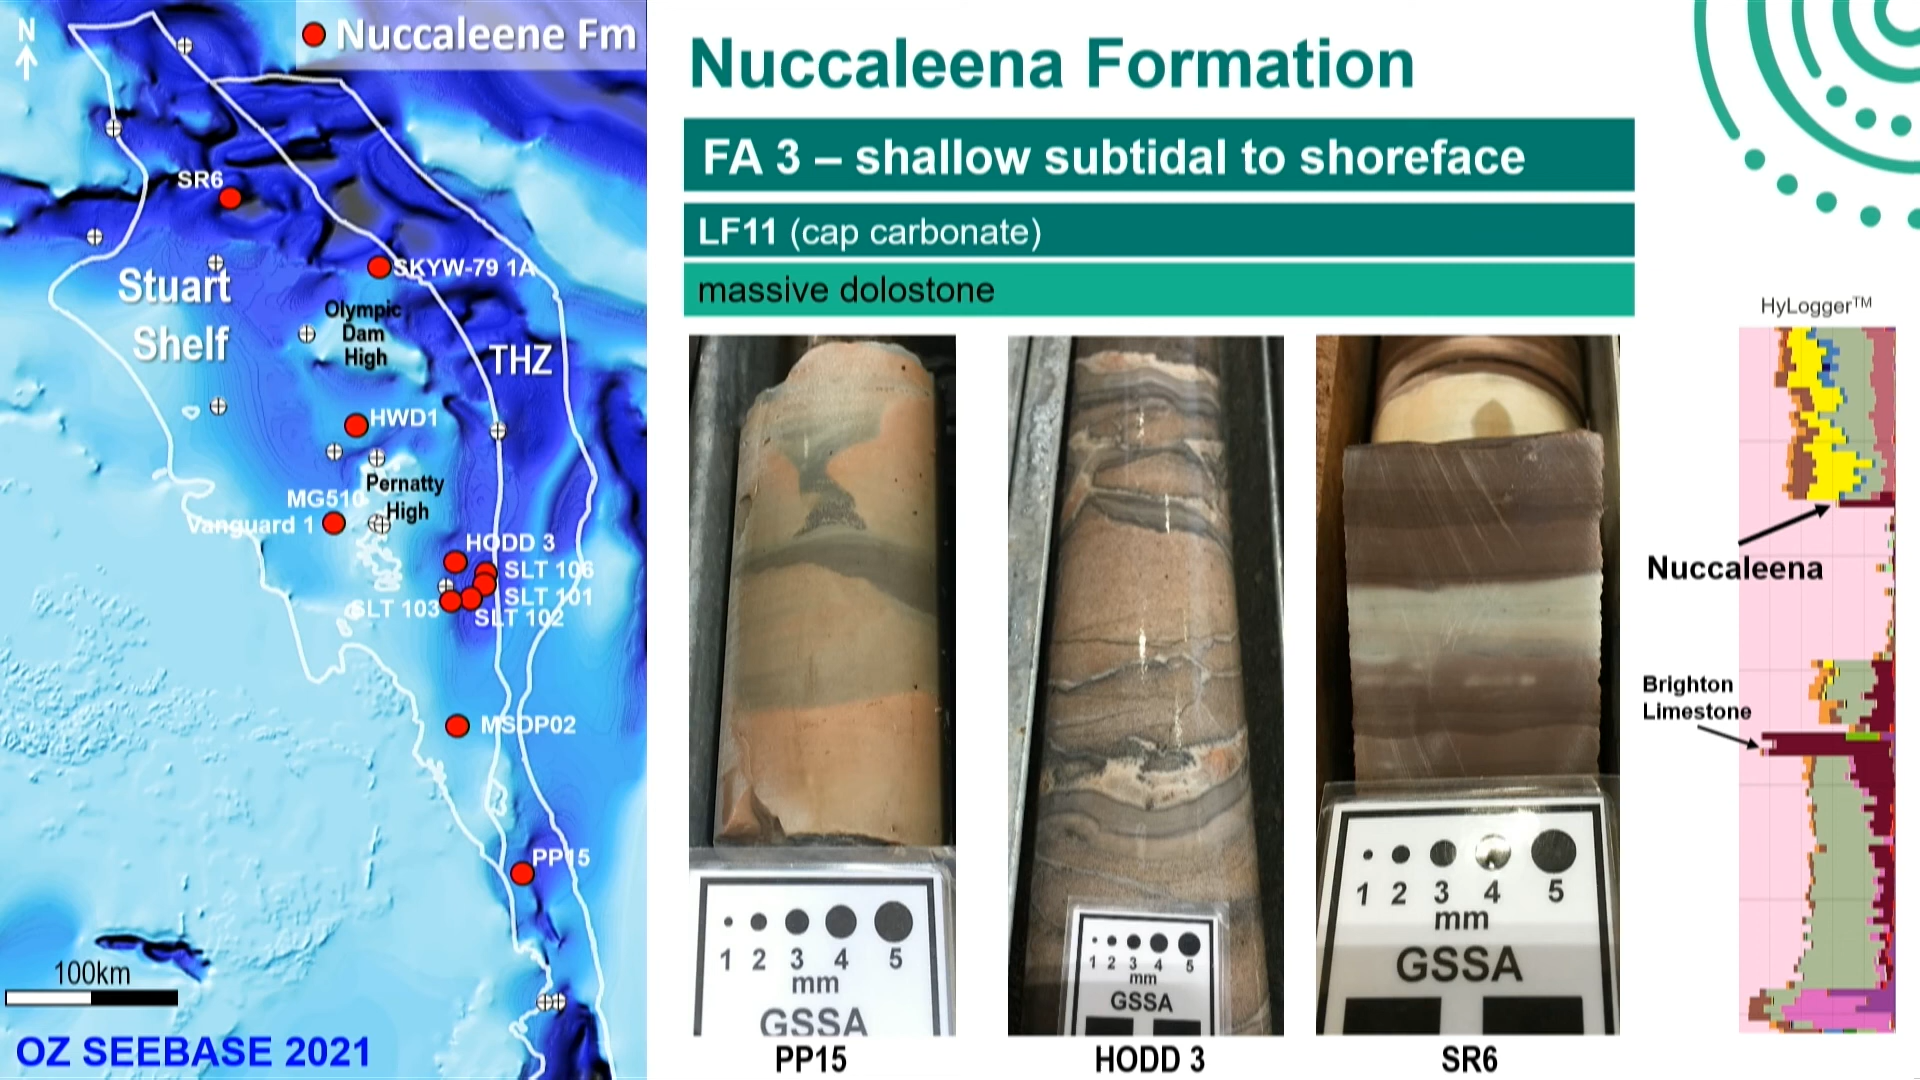 N
Nuccaleene Fm
SR6
SKYW-79 1A
Stuart
Shelf
Olympic
Dam
High
THZ
HWD1
Pernatty
High
MG510
Vanguard 1
HODD 3
SLT 106
SLT 101
SLT 103
SLT 102
MSDP02
PP15
100km
OZ SEEBASE 2021
Nuccaleena Formation
FA 3 – shallow subtidal to shoreface
LF11 (cap carbonate)
massive dolostone
1 2 3 4 5
mm
GSSA
PP15
1 2 3 4 5
mm
GSSA
HODD 3
1 2 3 4 5
mm
GSSA
SR6
HyLogger™
Nuccaleena
Brighton
Limestone